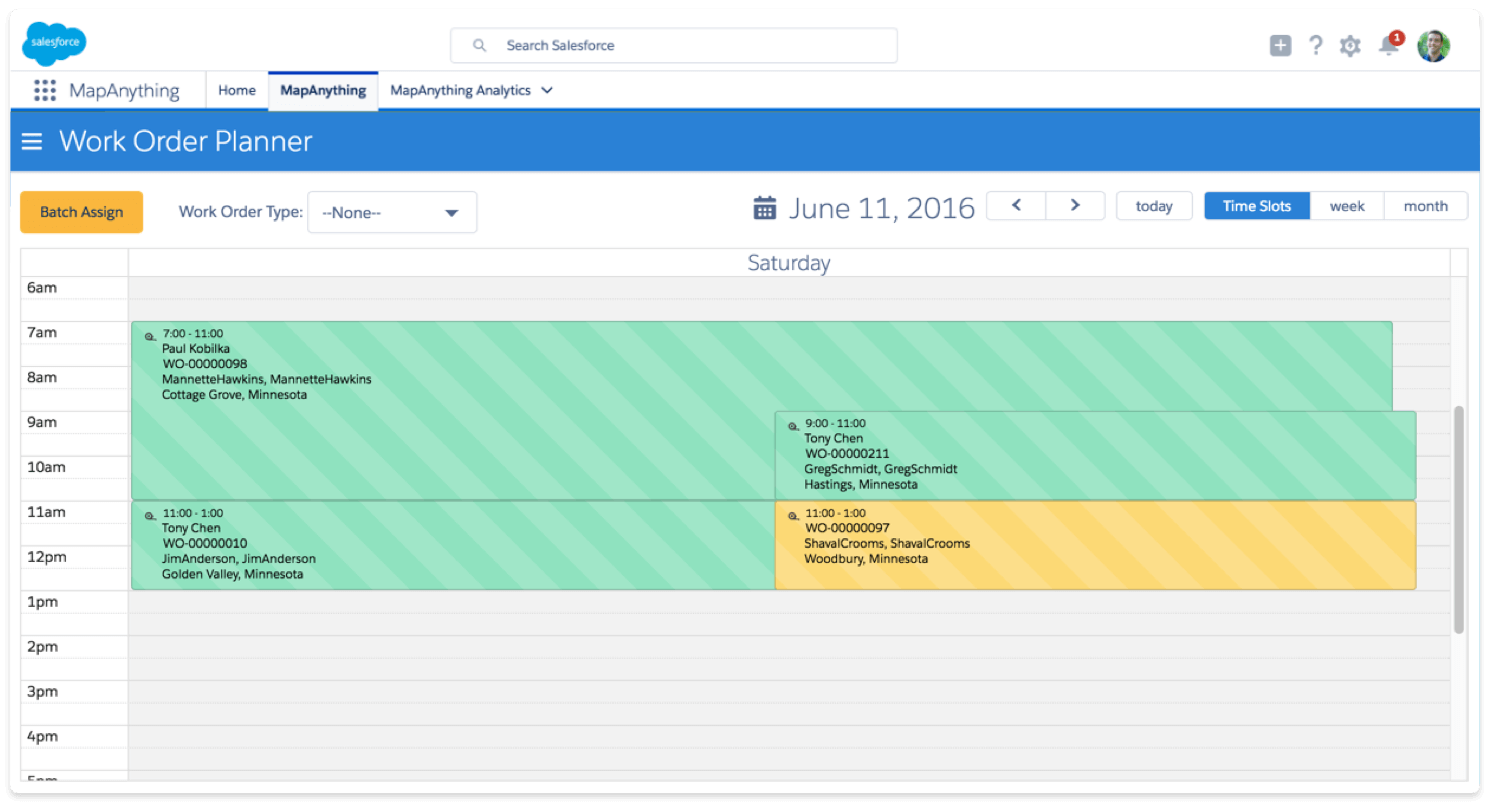 salesforce
Search Salesforce
1
MapAnything
Home
MapAnything
MapAnything Analytics
Work Order Planner
Batch Assign
Work Order Type:
--None--
June 11, 2016
today
Time Slots
week
month
Saturday
6am
7am
7:00 - 11:00
Paul Kobilka
WO-00000098
MannetteHawkins, MannetteHawkins
Cottage Grove, Minnesota
8am
9am
9:00 - 11:00
Tony Chen
WO-00000211
GregSchmidt, GregSchmidt
Hastings, Minnesota
10am
11am
11:00 - 1:00
Tony Chen
WO-00000010
JimAnderson, JimAnderson
Golden Valley, Minnesota
11:00 - 1:00
WO-00000097
ShavalCrooms, ShavalCrooms
Woodbury, Minnesota
12pm
1pm
2pm
3pm
4pm
5pm